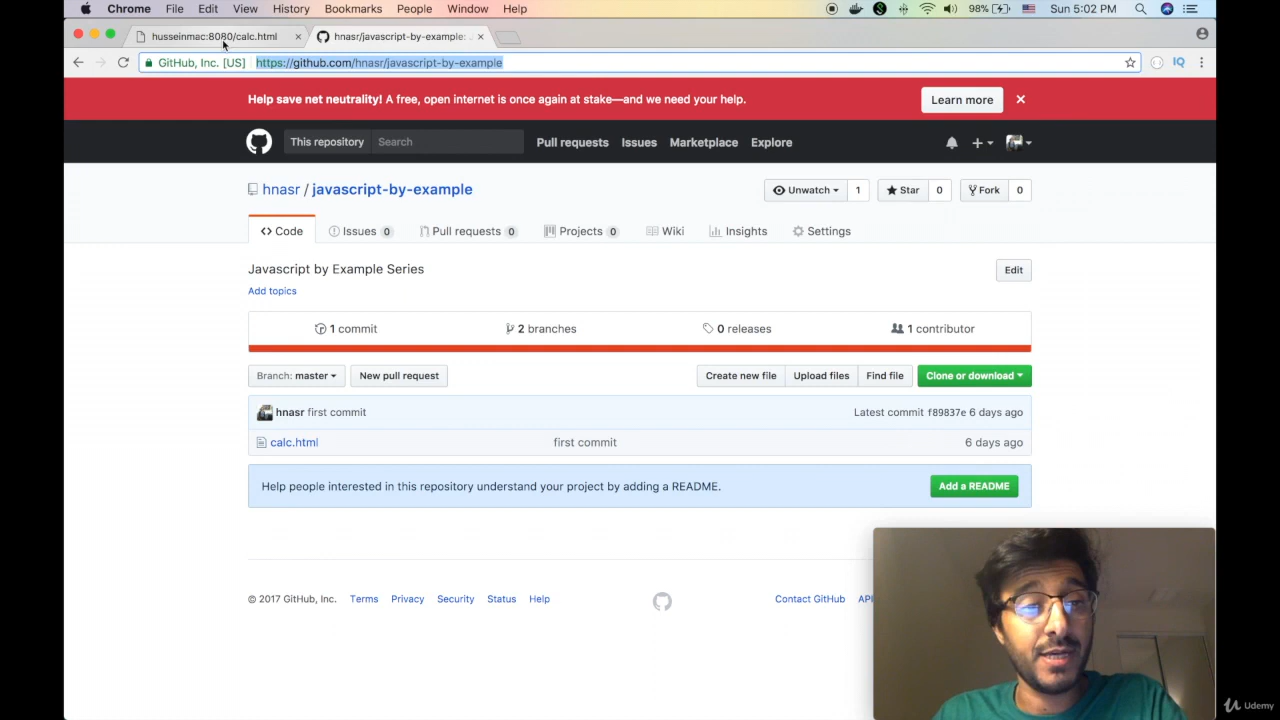 Chrome File Edit View History Bookmarks People Window Help 98% Sun 5:02 PM
husseinmac:8080/calc.html hnasr/javascript-by-example:
GitHub, Inc. [US] https://github.com/hnasr/javascript-by-example
Help save net neutrality! A free, open internet is once again at stake—and we need your help. Learn more
This repository Search Pull requests Issues Marketplace Explore
hnasr / javascript-by-example Unwatch 1 Star 0 Fork 0
Code Issues 0 Pull requests 0 Projects 0 Wiki Insights Settings
Javascript by Example Series Edit
Add topics
1 commit 2 branches 0 releases 1 contributor
Branch: master New pull request Create new file Upload files Find file Clone or download
hnasr first commit Latest commit f89837e 6 days ago
calc.html first commit 6 days ago
Help people interested in this repository understand your project by adding a README. Add a README
© 2017 GitHub, Inc. Terms Privacy Security Status Help Contact GitHub API
Udemy